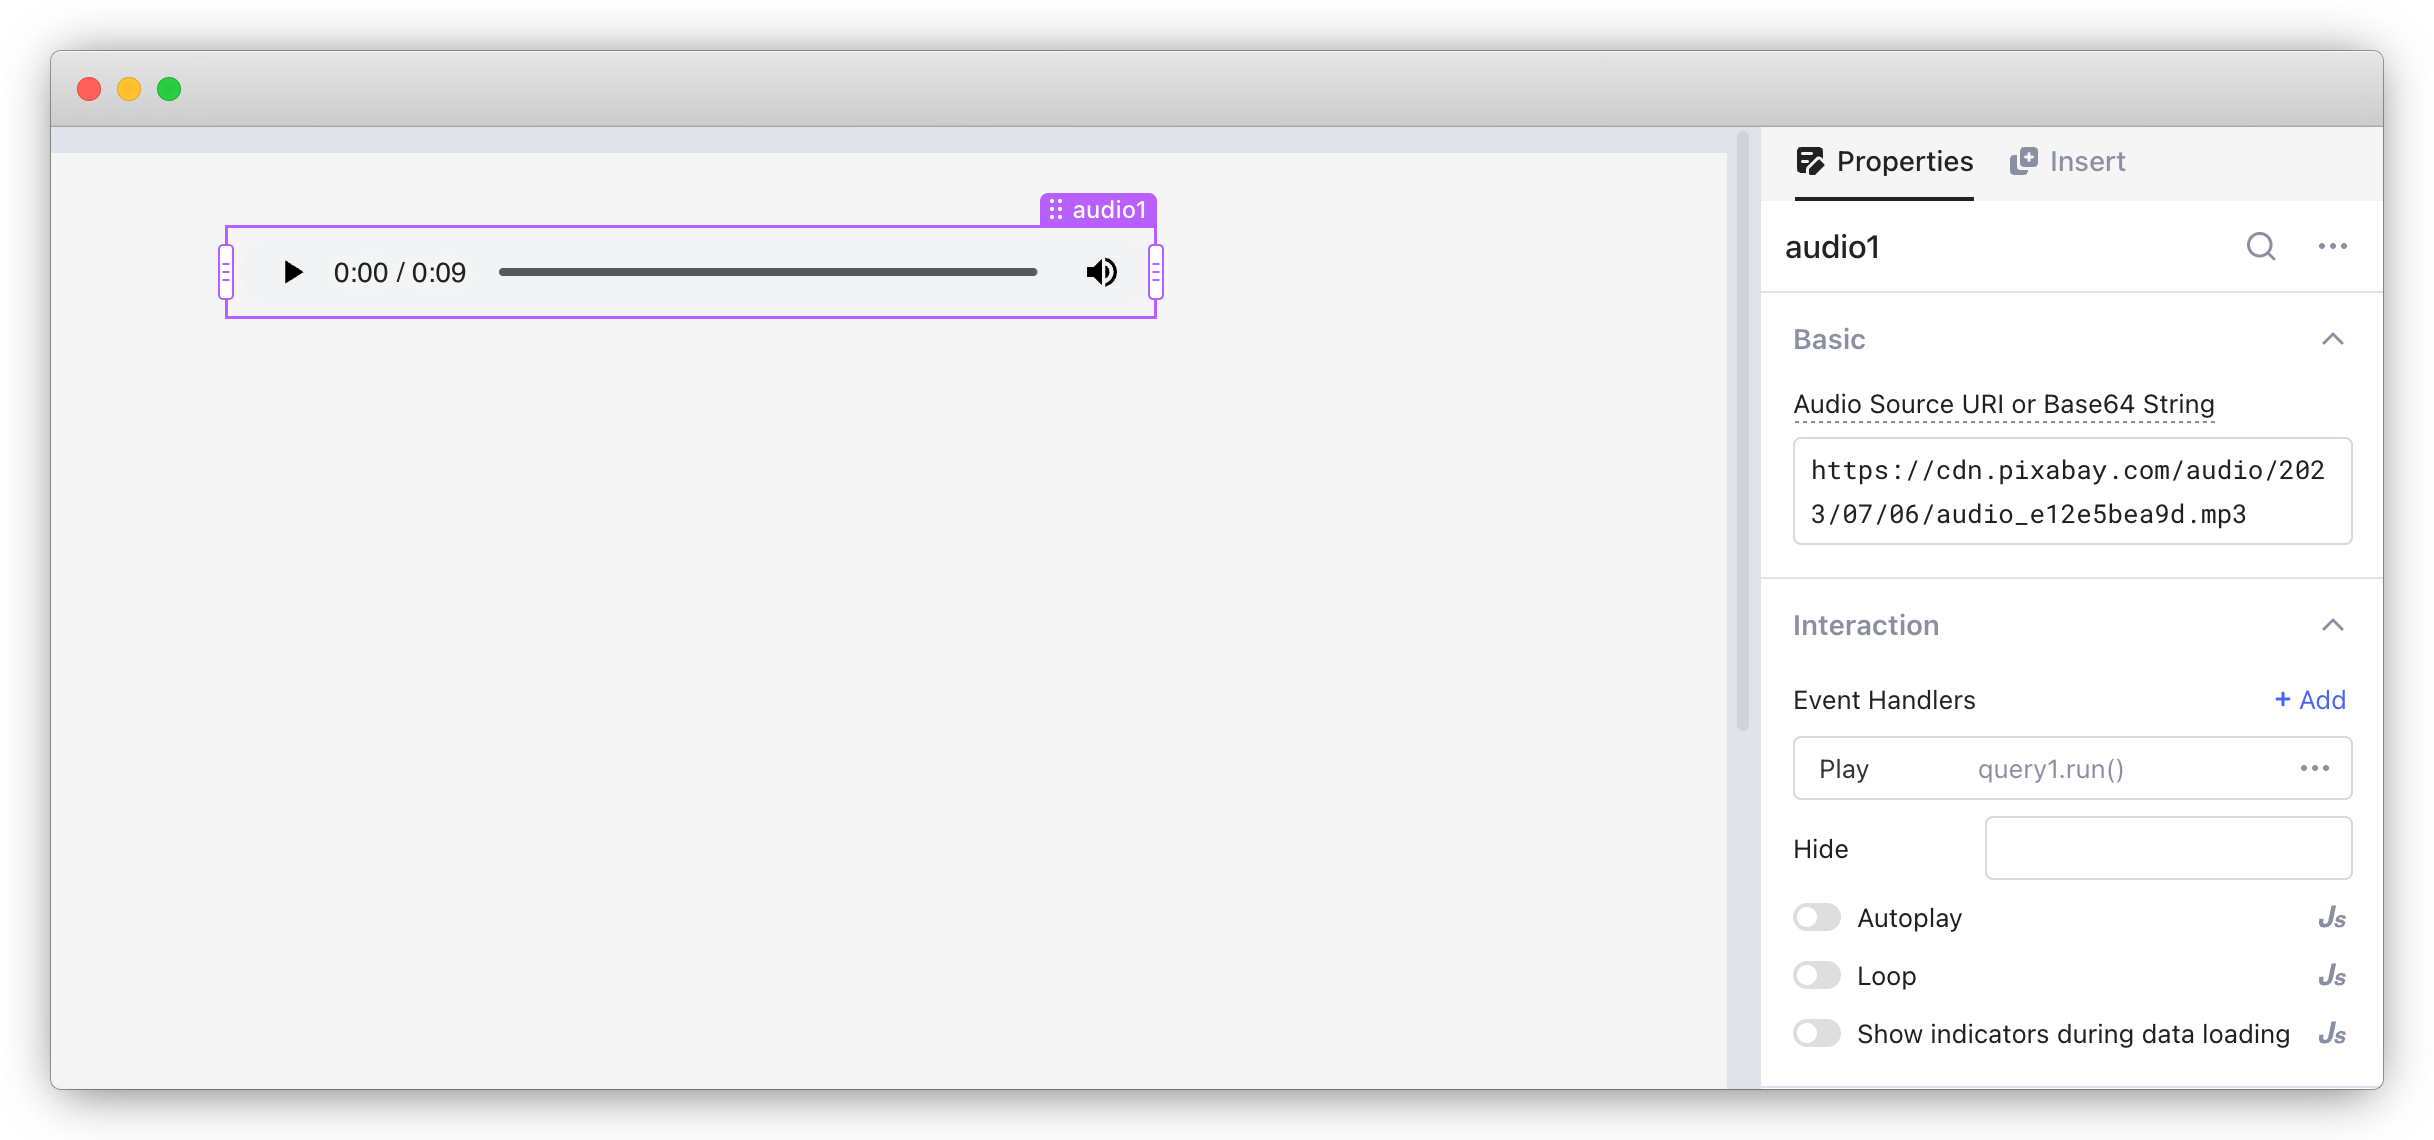 audio1
0:00 / 0:09
Properties
Insert
audio1
Basic
Audio Source URI or Base64 String
https://cdn.pixabay.com/audio/202
3/07/06/audio_e12e5bea9d.mp3
Interaction
Event Handlers
+ Add
Play query1.run()
Hide
Autoplay Js
Loop Js
Show indicators during data loading Js